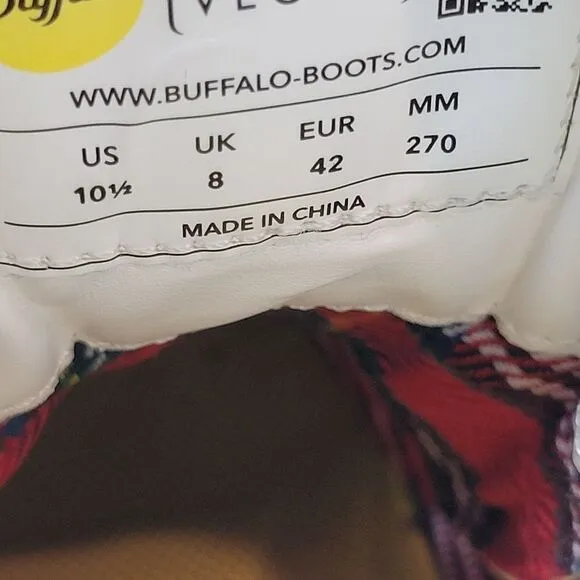 WWW.BUFFALO-BOOTS.COM
US UK EUR MM
10½ 8 42 270
MADE IN CHINA